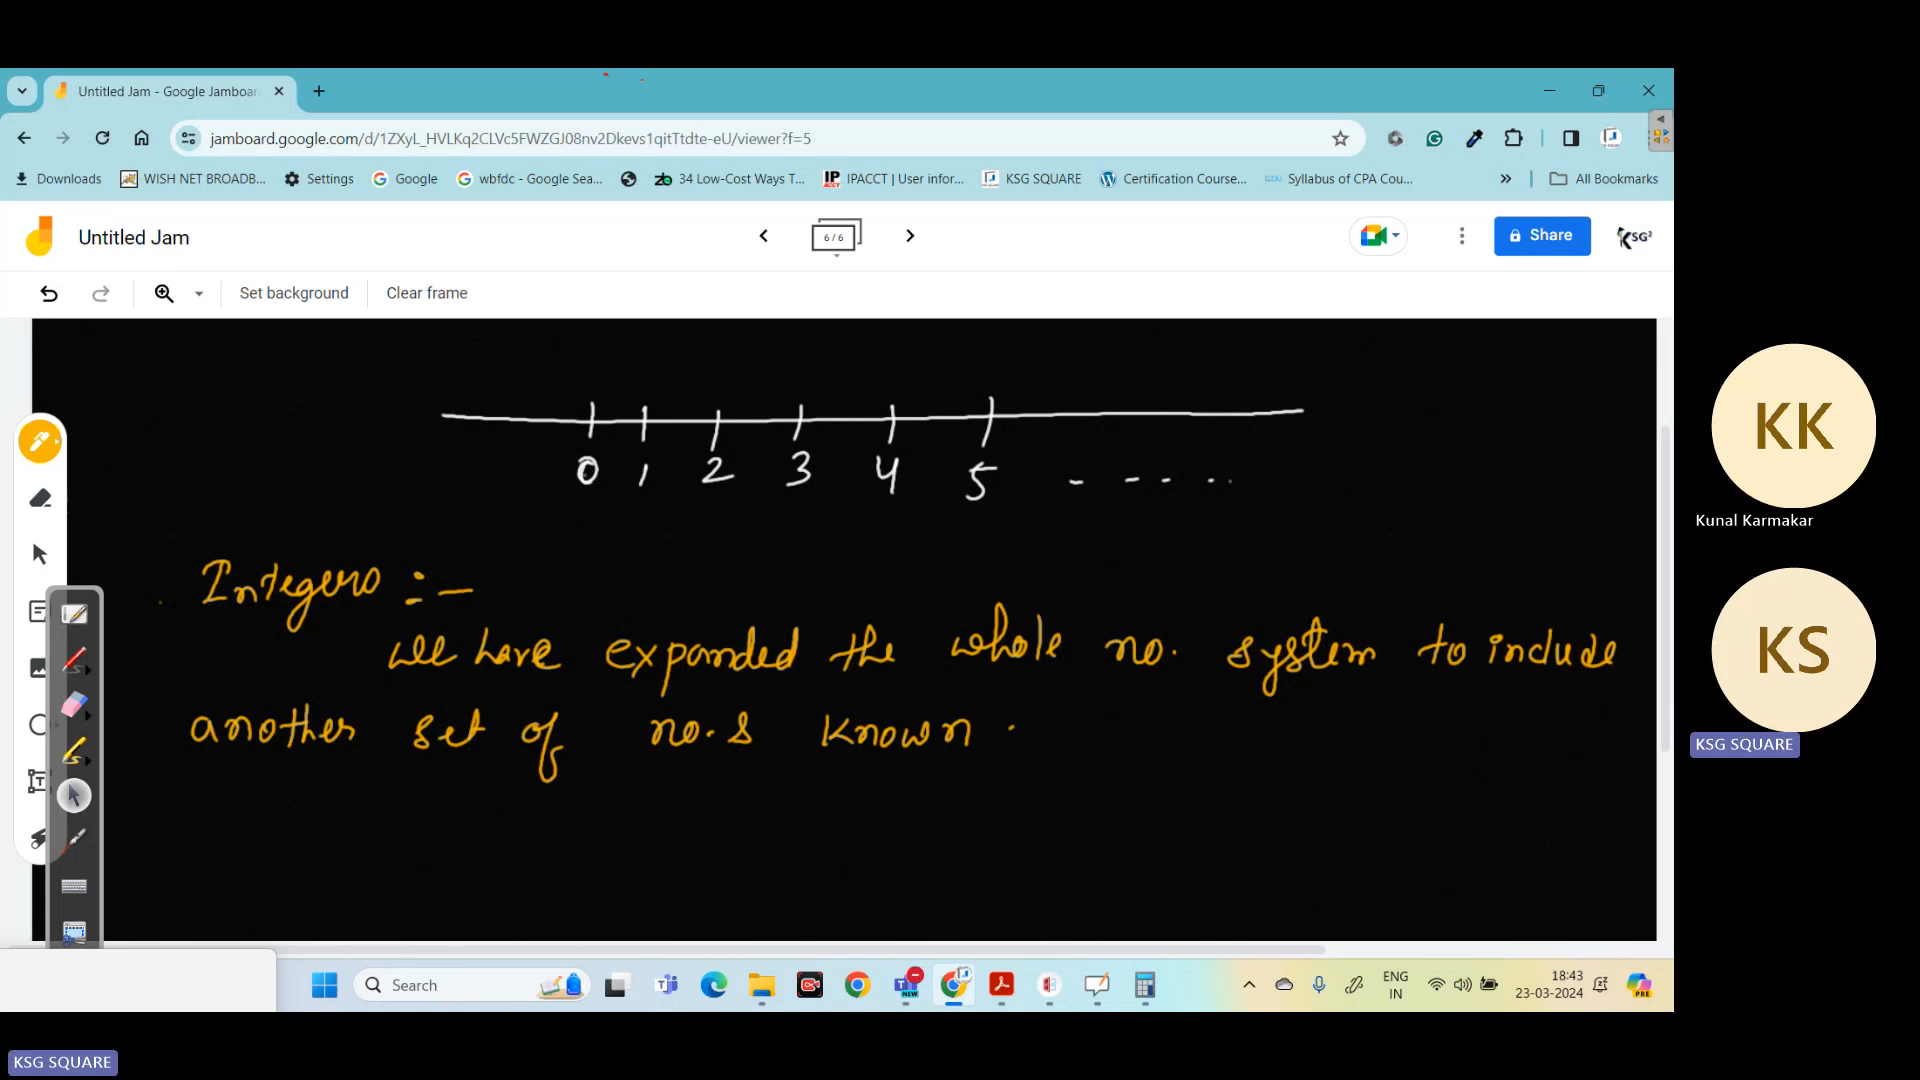 Untitled Jam - Google Jamboar
jamboard.google.com/d/1ZXyL_HVLKq2CLVc5FWZGJ08nv2Dkevs1qitTtdte-eU/viewer?f=5
Downloads WISH NET BROADB... Settings Google wbfdc - Google Sea... 34 Low-Cost Ways T... IPACCT | User infor... KSG SQUARE Certification Course... Syllabus of CPA Cou... » All Bookmarks
Untitled Jam 6 / 6 Share KSG²
Set background Clear frame
0 1 2 3 4 5 - - - - . .
Integers :-
We have expanded the whole no. system to include
another set of no.s known .
KK
Kunal Karmakar
KS
KSG SQUARE
Search ENG 18:43
IN 23-03-2024
KSG SQUARE